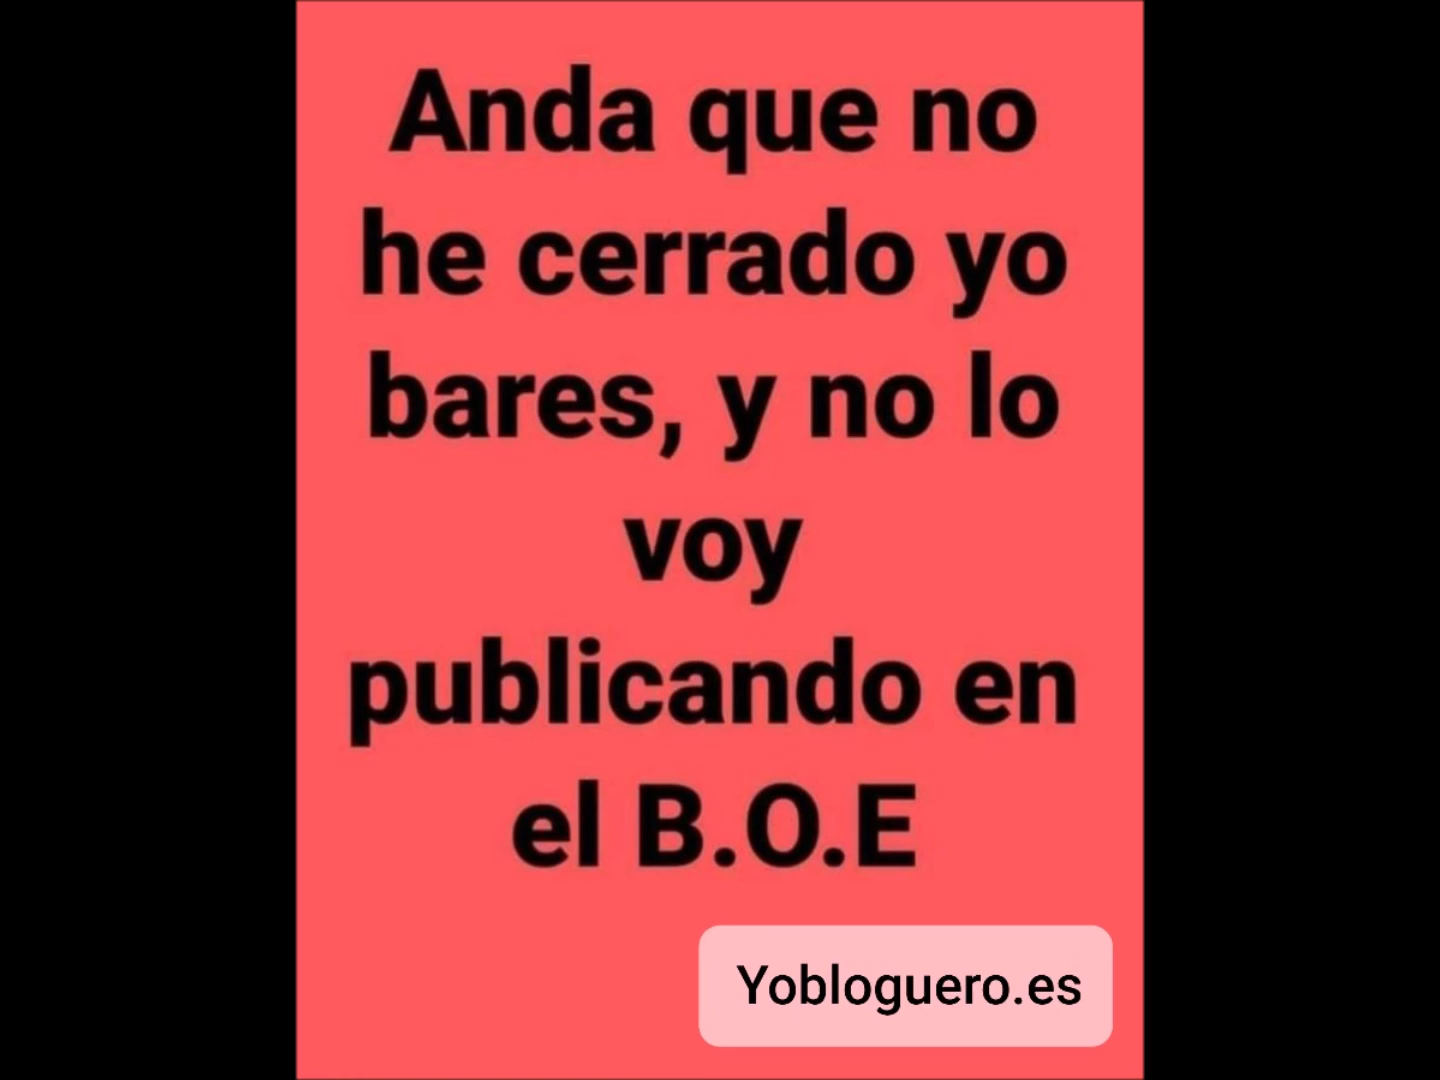 Anda que no
he cerrado yo
bares, y no lo
voy
publicando en
el B.O.E
Yobloguero.es